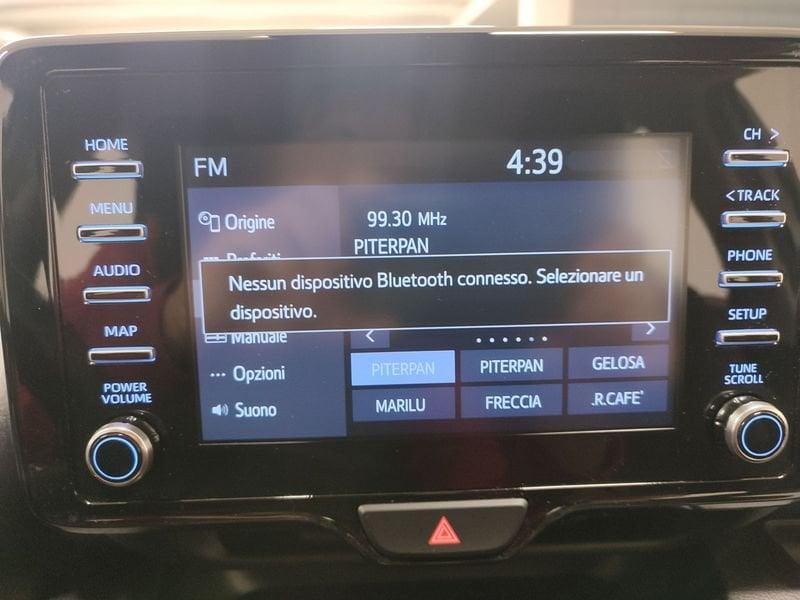 HOME
MENU
AUDIO
MAP
POWER
VOLUME
FM
4:39
Origine
99.30 MHz
PITERPAN
Preferiti
Nessun dispositivo Bluetooth connesso. Selezionare un
dispositivo.
Manuale
Opzioni
Suono
<
>
PITERPAN
PITERPAN
GELOSA
MARILU
FRECCIA
.R.CAFE'
CH >
< TRACK
PHONE
SETUP
TUNE
SCROLL